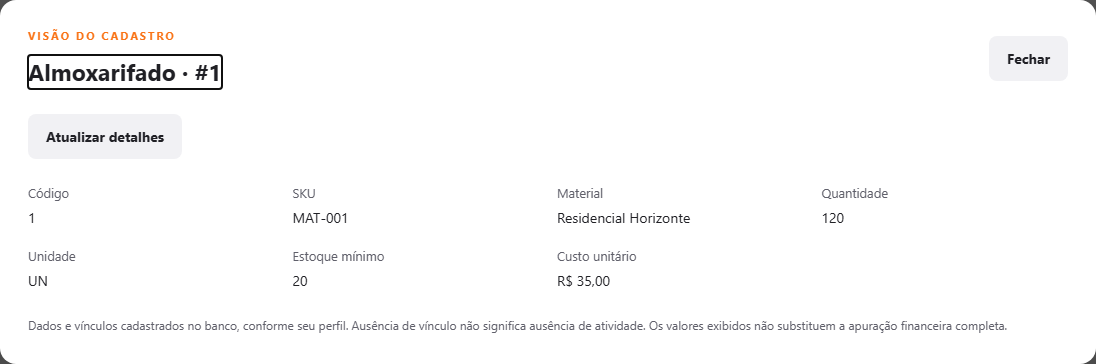 VISÃO DO CADASTRO
Almoxarifado · #1
Fechar
Atualizar detalhes
Código SKU Material Quantidade
1 MAT-001 Residencial Horizonte 120
Unidade Estoque mínimo Custo unitário
UN 20 R$ 35,00
Dados e vínculos cadastrados no banco, conforme seu perfil. Ausência de vínculo não significa ausência de atividade. Os valores exibidos não substituem a apuração financeira completa.